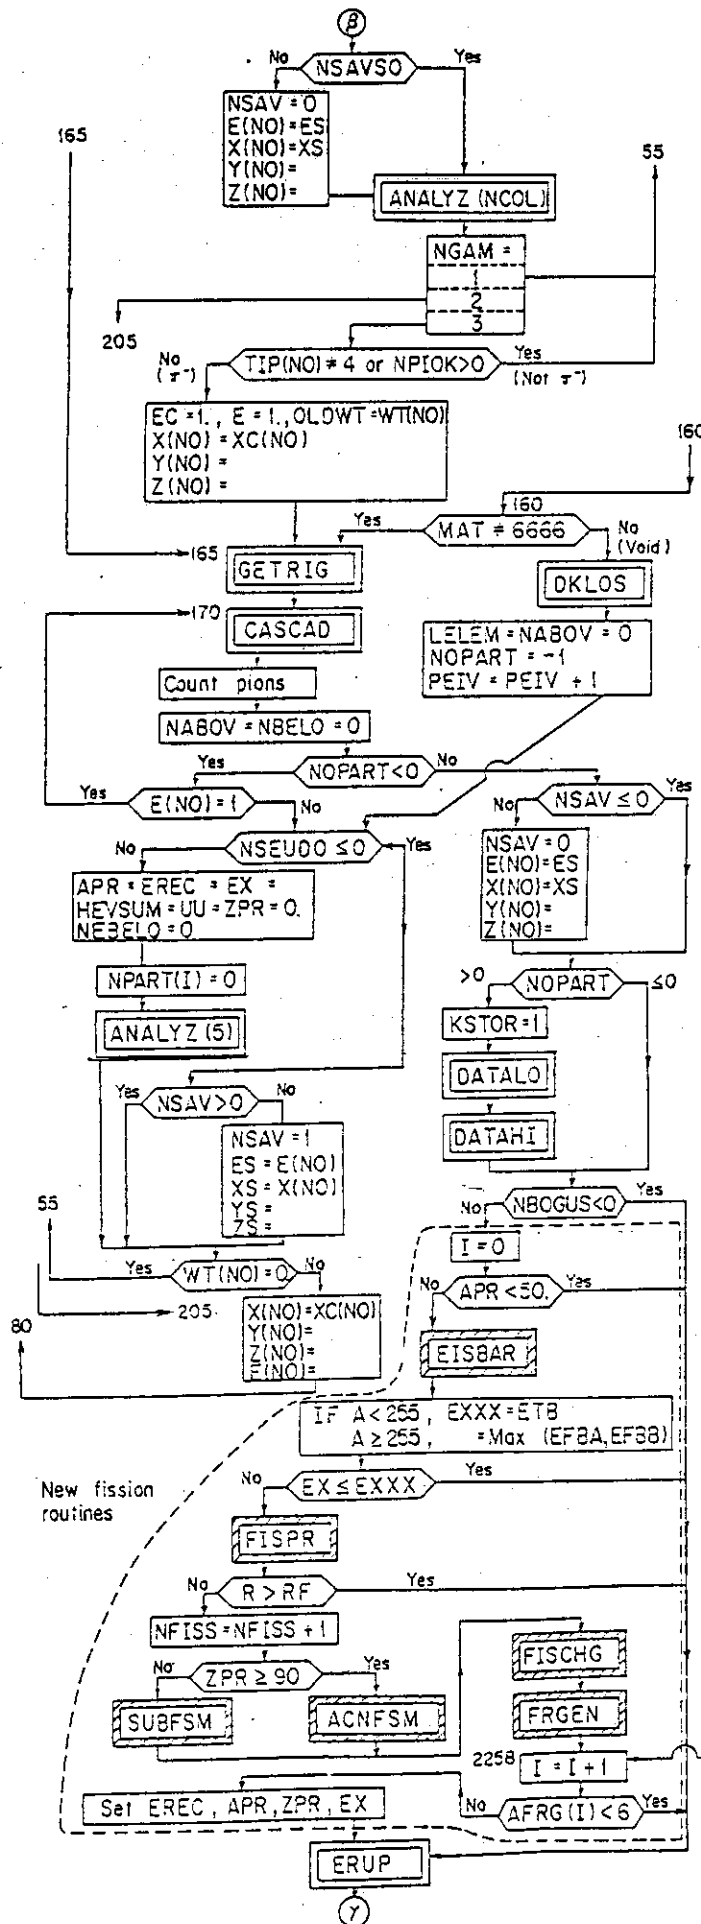 β
NSAVSO
No
Yes
NSAV = 0
E(NO)=ES
X(NO)=XS
Y(NO)=
Z(NO)=
165
55
ANALYZ (NCOL)
NGAM =
1
2
3
205
TIP(NO) ≠ 4 or NPIOK>0
No
(π⁻)
Yes
(Not π⁻)
EC = 1., E = 1., OLDWT = WT(NO)
X(NO) = XC(NO)
Y(NO) =
Z(NO) =
160
160
MAT ≠ 6666
Yes
No
(Void)
165
GETRIG
DKLOS
170
CASCAD
LELEM = NABOV = 0
NOPART = -1
PEIV = PEIV + 1
Count pions
NABOV = NBELO = 0
NOPART<0
Yes
No
Yes
E(NO) = 1
No
NSAV ≤ 0
Yes
No
NSEUDO ≤ 0
Yes
No
NSAV = 0
E(NO)=ES
X(NO)=XS
Y(NO)=
Z(NO)=
APR = EREC = EX =
HEVSUM = UU = ZPR = 0.
NEBELO = 0
NPART(I) = 0
ANALYZ (5)
>0
NOPART
≤0
KSTOR=1
DATALO
DATAHI
Yes
NSAV>0
No
NSAV = 1
ES = E(NO)
XS = X(NO)
YS =
ZS =
55
NBOGUS<0
Yes
No
I = 0
Yes
WT(NO)=0
No
205
80
X(NO)=XC(NO)
Y(NO)=
Z(NO)=
E(NO)=
APR < 50.
No
Yes
EISBAR
IF A < 255, EXXX = ETB
A ≥ 255, = Max (EFBA,EFBB)
New fission
routines
No
EX ≤ EXXX
Yes
FISPR
No
R > RF
Yes
NFISS = NFISS + 1
No
ZPR ≥ 90
Yes
SUBFSM
ACNFSM
FISCHG
FRGEN
2258
I = I + 1
Set EREC, APR, ZPR, EX
No
AFRG(I) < 6
Yes
ERUP
γ